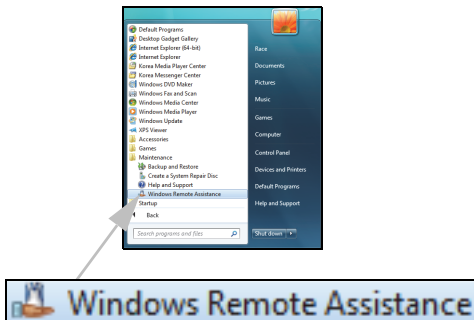 Default Programs
Desktop Gadget Gallery
Internet Explorer (64-bit)
Internet Explorer
Korea Media Player Center
Korea Messenger Center
Windows DVD Maker
Windows Fax and Scan
Windows Media Center
Windows Media Player
Windows Update
XPS Viewer
Accessories
Games
Maintenance
Backup and Restore
Create a System Repair Disc
Help and Support
Windows Remote Assistance
Startup
Back
Search programs and files
Race
Documents
Pictures
Music
Games
Computer
Control Panel
Devices and Printers
Default Programs
Help and Support
Shut down
Windows Remote Assistance